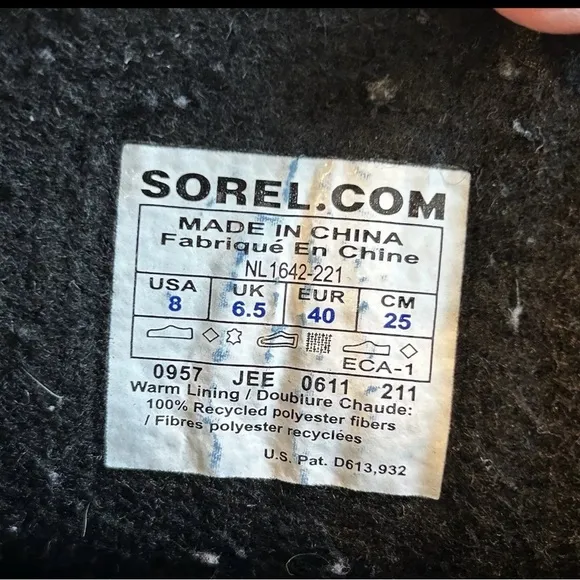 SOREL.COM
MADE IN CHINA
Fabriqué En Chine
NL1642-221
USA UK EUR CM
8 6.5 40 25
ECA-1
0957 JEE 0611 211
Warm Lining / Doublure Chaude:
100% Recycled polyester fibers
/ Fibres polyester recyclées
U.S. Pat. D613,932